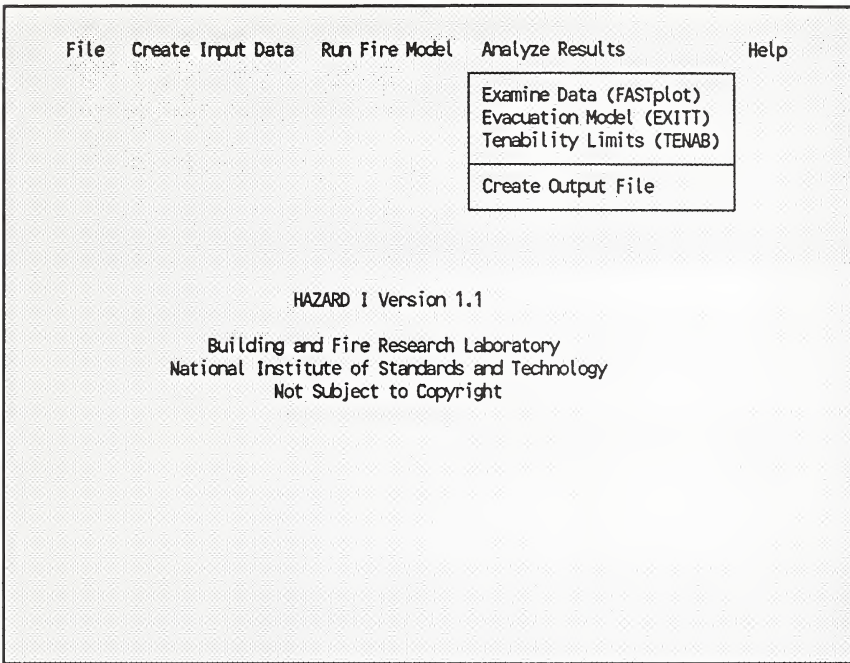 File Create Input Data Run Fire Model Analyze Results Help
Examine Data (FASTplot)
Evacuation Model (EXITT)
Tenability Limits (TENAB)
Create Output File
HAZARD I Version 1.1
Building and Fire Research Laboratory
National Institute of Standards and Technology
Not Subject to Copyright